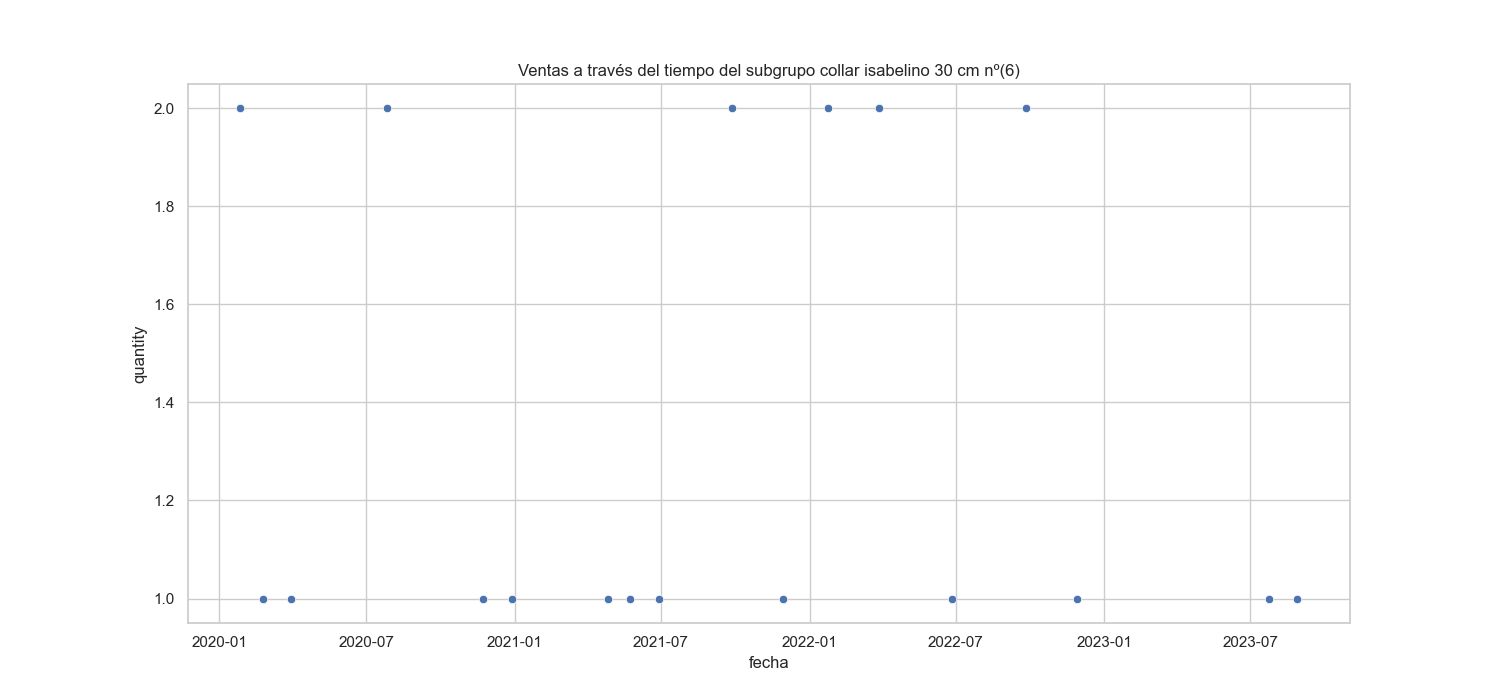 Ventas a través del tiempo del subgrupo collar isabelino 30 cm nº(6)
quantity
2.0
1.8
1.6
1.4
1.2
1.0
2020-01 2020-07 2021-01 2021-07 2022-01 2022-07 2023-01 2023-07
fecha